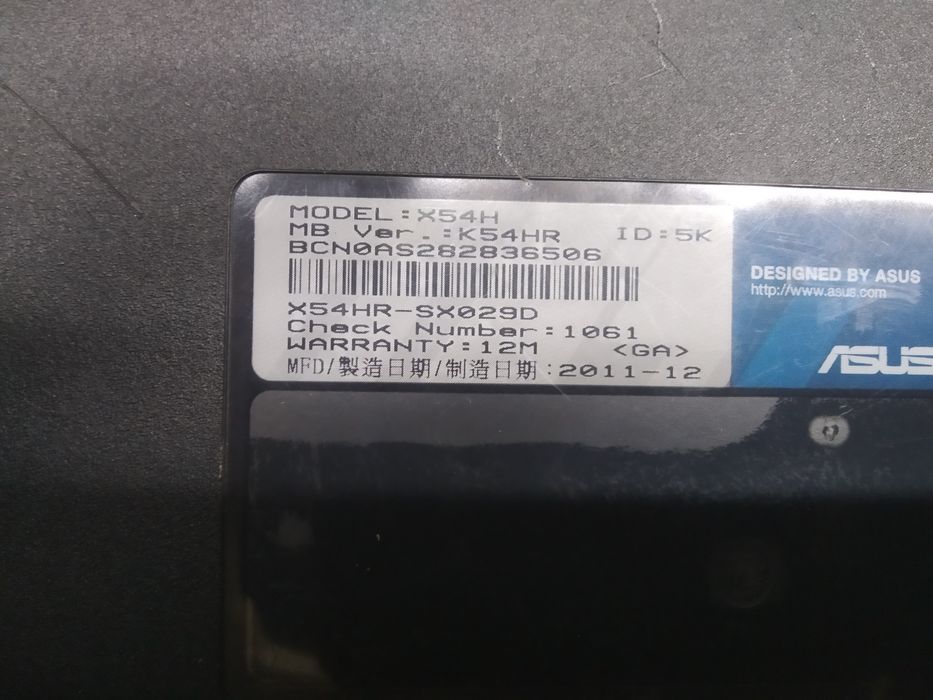 MODEL:X54H
MB Ver.:K54HR ID:5K
BCN0AS282836506
X54HR-SX029D
Check Number:1061
WARRANTY:12M <GA>
MFD/製造日期/制造日期:2011-12
DESIGNED BY ASUS
http://www.asus.com
ASUS